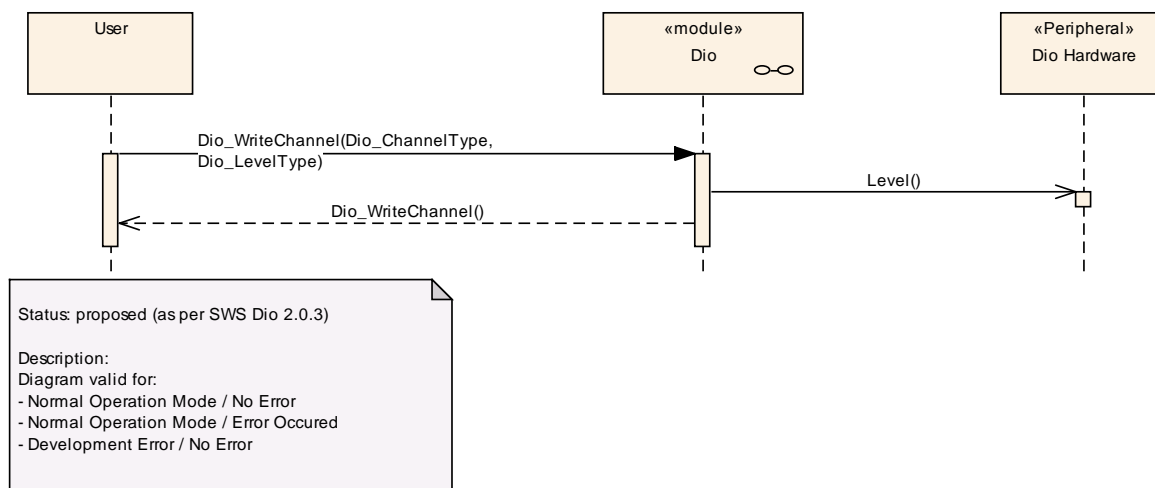 User
«module»
Dio
«Peripheral»
Dio Hardware
Dio_WriteChannel(Dio_ChannelType,
Dio_LevelType)
Level()
Dio_WriteChannel()
Status: proposed (as per SWS Dio 2.0.3)
Description:
Diagram valid for:
- Normal Operation Mode / No Error
- Normal Operation Mode / Error Occured
- Development Error / No Error